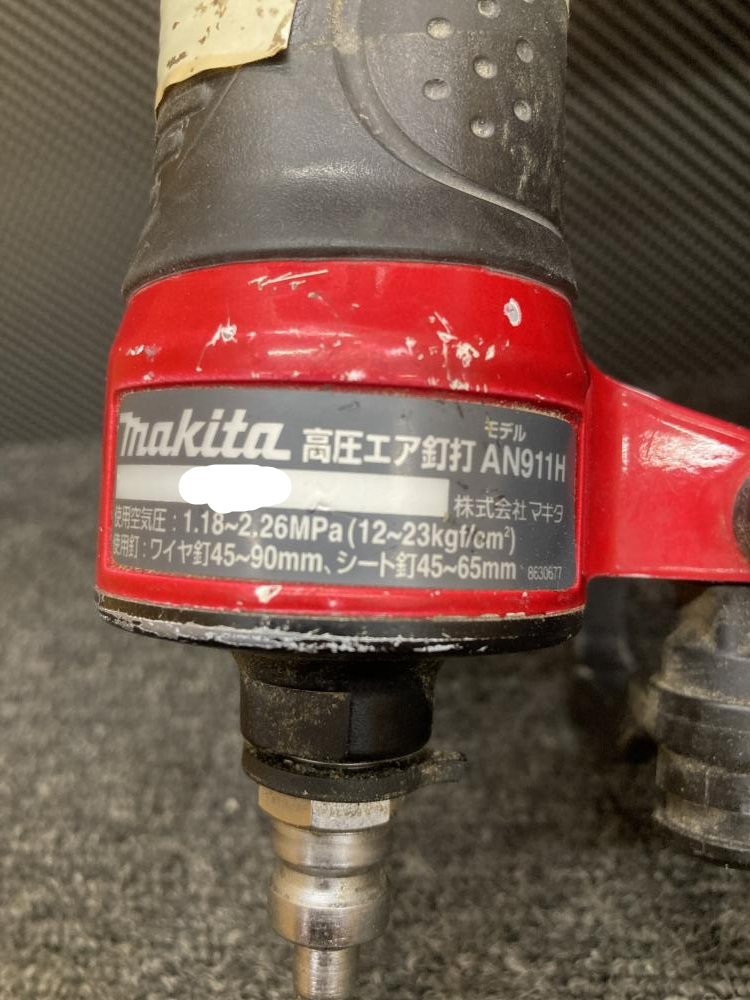 makita 高圧エア釘打 モデル AN911H
株式会社マキタ
使用空気圧：1.18~2.26MPa(12~23kgf/cm²)
使用釘：ワイヤ釘45~90mm、シート釘45~65mm 8630677